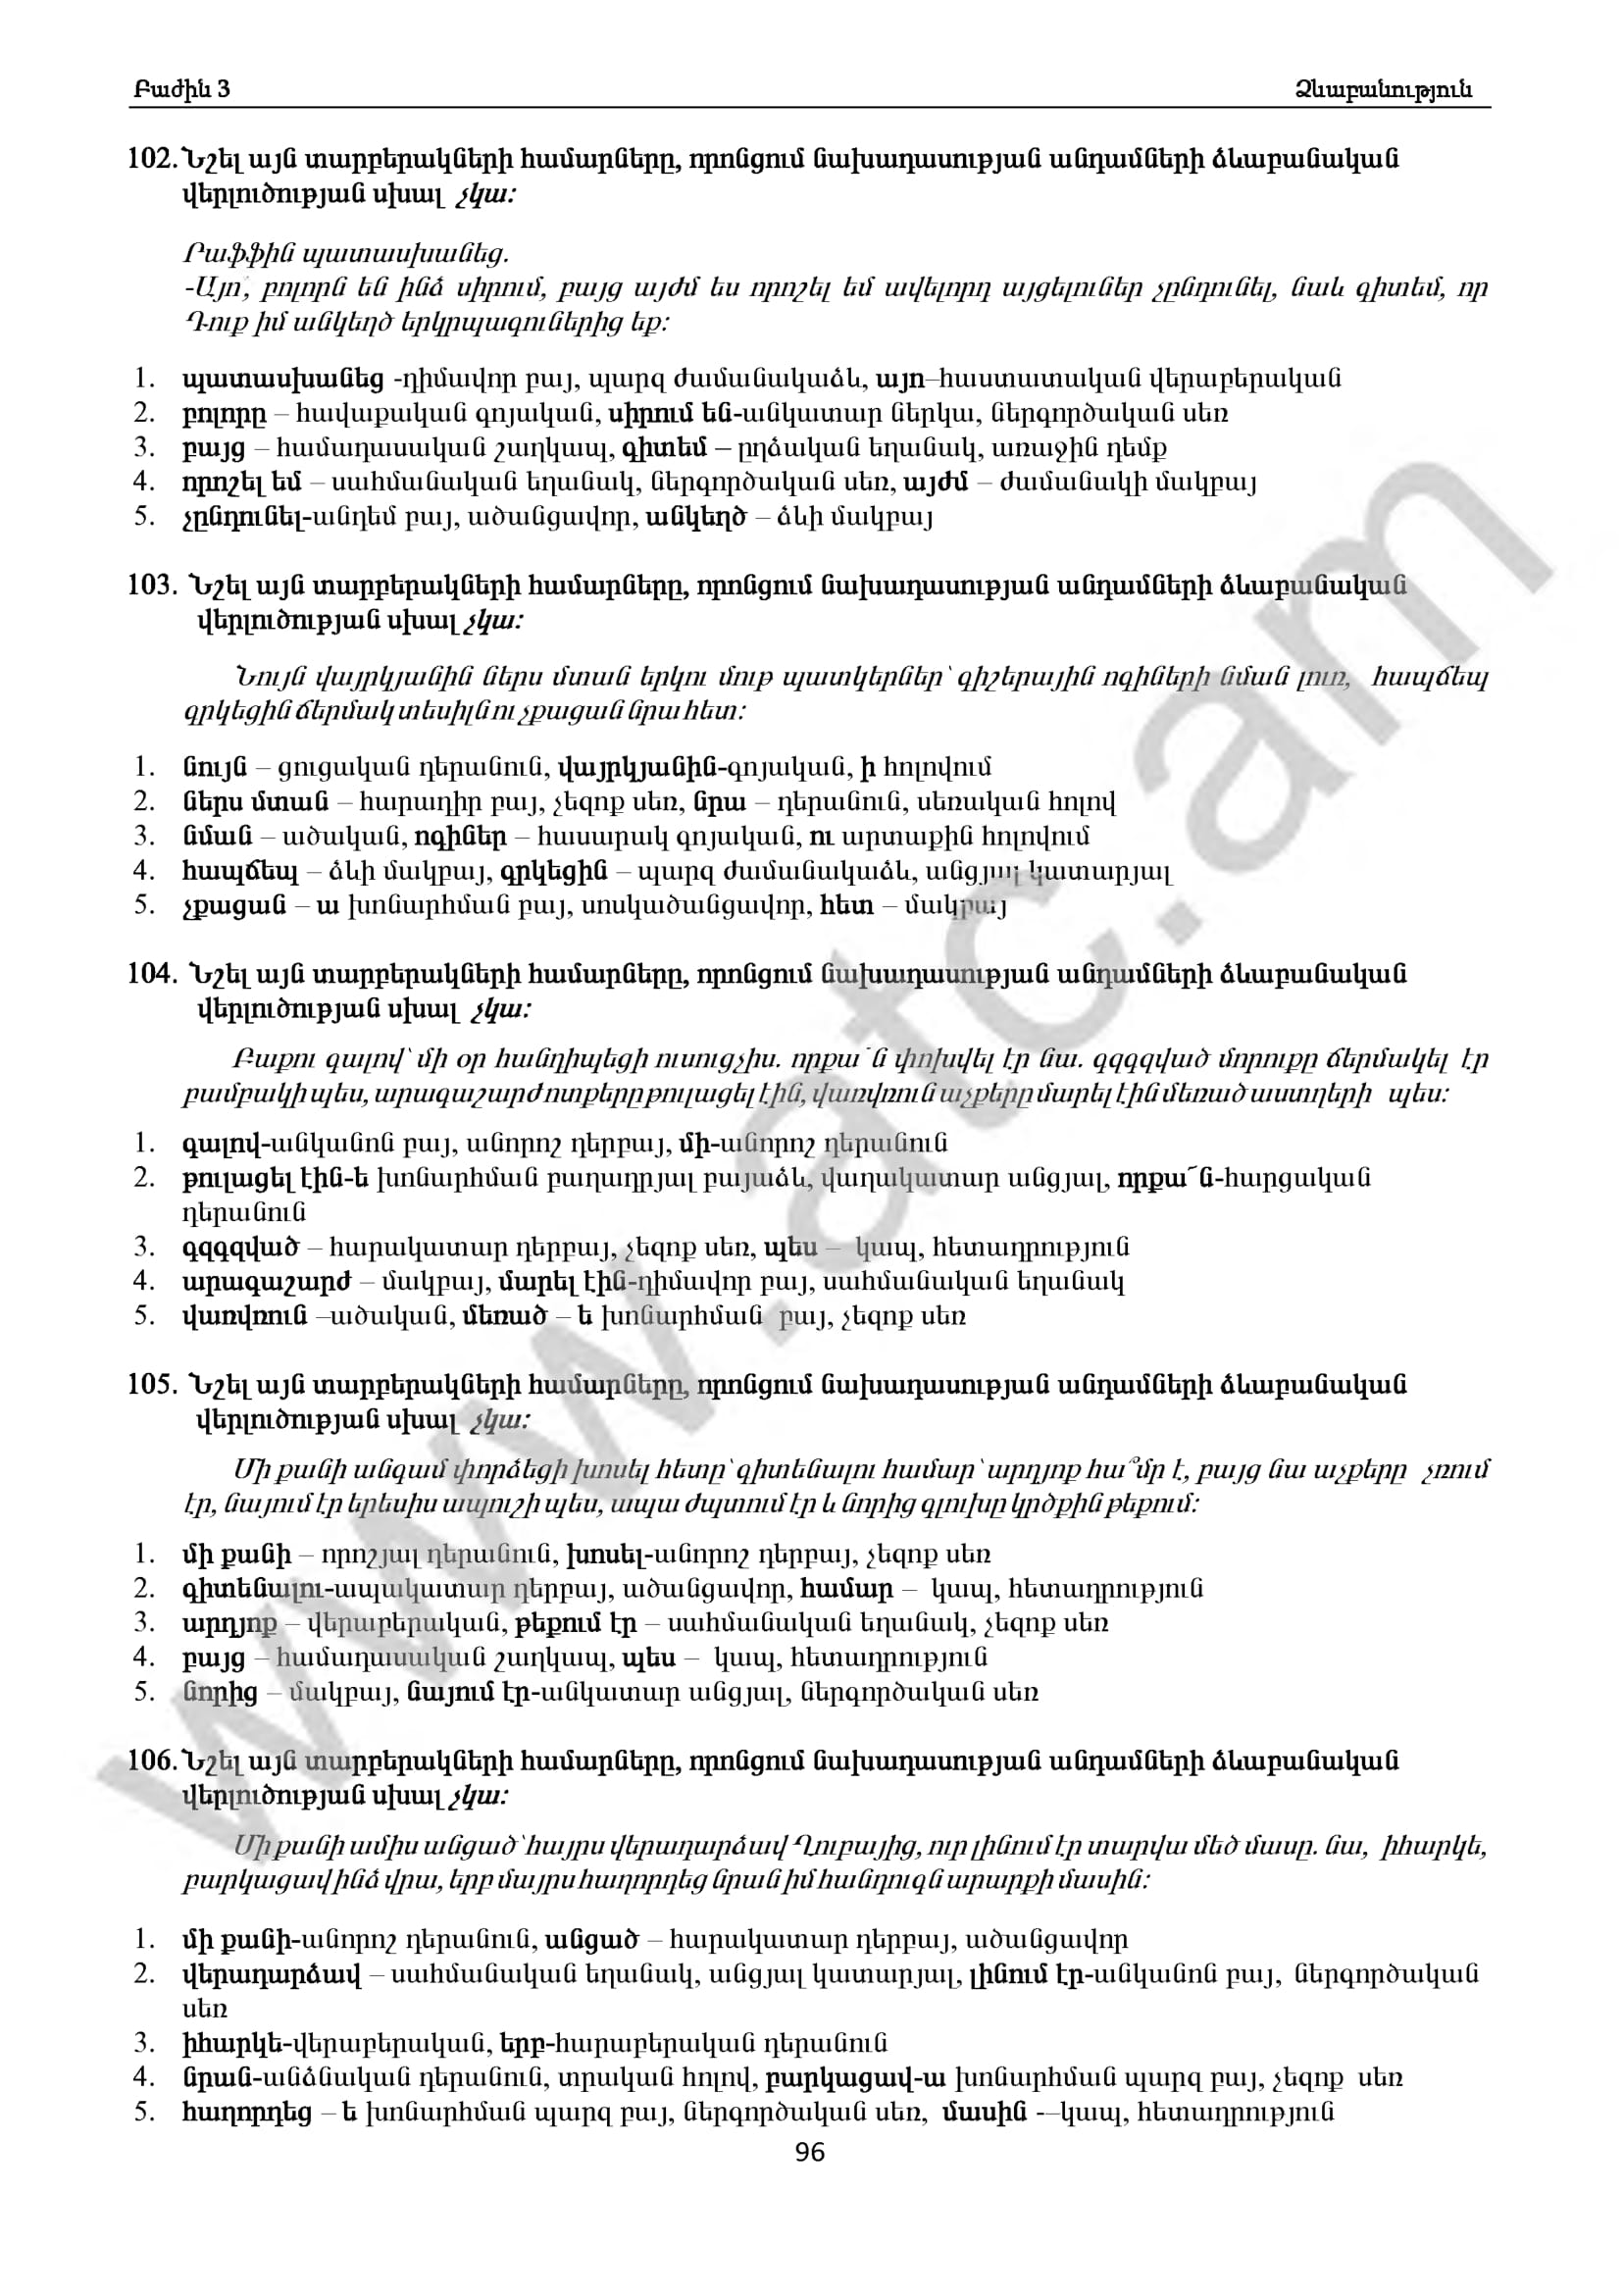 Բաժին 3 Ձևաբանություն
102. Նշել այն տարբերակների համարները, որոնցում նախադասության անդամների ձևաբանական
վերլուծության սխալ չկա:
Րաֆֆին պատասխանեց.
-Այո՛, բոլորն են ինձ սիրում, բայց այժմ ես որոշել եմ ավելորդ այցելուներ չընդունել, նաև գիտեմ, որ
Դուք իմ անկեղծ երկրպագուներից եք:
1. պատասխանեց -դիմավոր բայ, պարզ ժամանակաձև, այո–հաստատական վերաբերական
2. բոլորը – հավաքական գոյական, սիրում են-անկատար ներկա, ներգործական սեռ
3. բայց – համադասական շաղկապ, գիտեմ – ըղձական եղանակ, առաջին դեմք
4. որոշել եմ – սահմանական եղանակ, ներգործական սեռ, այժմ – ժամանակի մակբայ
5. չընդունել-անդեմ բայ, ածանցավոր, անկեղծ – ձևի մակբայ
103. Նշել այն տարբերակների համարները, որոնցում նախադասության անդամների ձևաբանական
վերլուծության սխալ չկա:
Նույն վայրկյանին ներս մտան երկու մութ պատկերներ՝ գիշերային ոգիների նման լուռ, հապճեպ
գրկեցին ճերմակ տեսիլն ու չքացան նրա հետ:
1. նույն – ցուցական դերանուն, վայրկյանին-գոյական, ի հոլովում
2. ներս մտան – հարադիր բայ, չեզոք սեռ, նրա – դերանուն, սեռական հոլով
3. նման – ածական, ոգիներ – հասարակ գոյական, ու արտաքին հոլովում
4. հապճեպ – ձևի մակբայ, գրկեցին – պարզ ժամանակաձև, անցյալ կատարյալ
5. չքացան – ա խոնարհման բայ, սոսկածանցավոր, հետ – մակբայ
104. Նշել այն տարբերակների համարները, որոնցում նախադասության անդամների ձևաբանական
վերլուծության սխալ չկա:
Բաքու գալով՝ մի օր հանդիպեցի ուսուցչիս. որքա՜ն փոխվել էր նա. գզգզված մորուքը ճերմակել էր
բամբակի պես, արագաշարժ ոտքերը թուլացել էին, վառվռուն աչքերը մարել էին մեռած աստղերի պես:
1. գալով-անկանոն բայ, անորոշ դերբայ, մի-անորոշ դերանուն
2. թուլացել էին-ե խոնարհման բաղադրյալ բայաձև, վաղակատար անցյալ, որքա՜ն-հարցական
դերանուն
3. գզգզված – հարակատար դերբայ, չեզոք սեռ, պես – կապ, հետադրություն
4. արագաշարժ – մակբայ, մարել էին-դիմավոր բայ, սահմանական եղանակ
5. վառվռուն –ածական, մեռած – ե խոնարհման բայ, չեզոք սեռ
105. Նշել այն տարբերակների համարները, որոնցում նախադասության անդամների ձևաբանական
վերլուծության սխալ չկա:
Մի քանի անգամ փորձեցի խոսել հետը՝ գիտենալու համար՝ արդյոք հա՞մր է, բայց նա աչքերը չռում
էր, նայում էր երեսիս ապուշի պես, ապա ժպտում էր և նորից գլուխը կրծքին թեքում:
1. մի քանի – որոշյալ դերանուն, խոսել-անորոշ դերբայ, չեզոք սեռ
2. գիտենալու-ապակատար դերբայ, ածանցավոր, համար – կապ, հետադրություն
3. արդյոք – վերաբերական, թեքում էր – սահմանական եղանակ, չեզոք սեռ
4. բայց – համադասական շաղկապ, պես – կապ, հետադրություն
5. նորից – մակբայ, նայում էր-անկատար անցյալ, ներգործական սեռ
106. Նշել այն տարբերակների համարները, որոնցում նախադասության անդամների ձևաբանական
վերլուծության սխալ չկա:
Մի քանի ամիս անցած՝ հայրս վերադարձավ Ղուբայից, ուր լինում էր տարվա մեծ մասը. նա, իհարկե,
բարկացավ ինձ վրա, երբ մայրս հաղորդեց նրան իմ հանդուգն արարքի մասին:
1. մի քանի-անորոշ դերանուն, անցած – հարակատար դերբայ, ածանցավոր
2. վերադարձավ – սահմանական եղանակ, անցյալ կատարյալ, լինում էր-անկանոն բայ, ներգործական
սեռ
3. իհարկե-վերաբերական, երբ-հարաբերական դերանուն
4. նրան-անձնական դերանուն, տրական հոլով, բարկացավ-ա խոնարհման պարզ բայ, չեզոք սեռ
5. հաղորդեց – ե խոնարհման պարզ բայ, ներգործական սեռ, մասին -–կապ, հետադրություն
96
www.atc.am